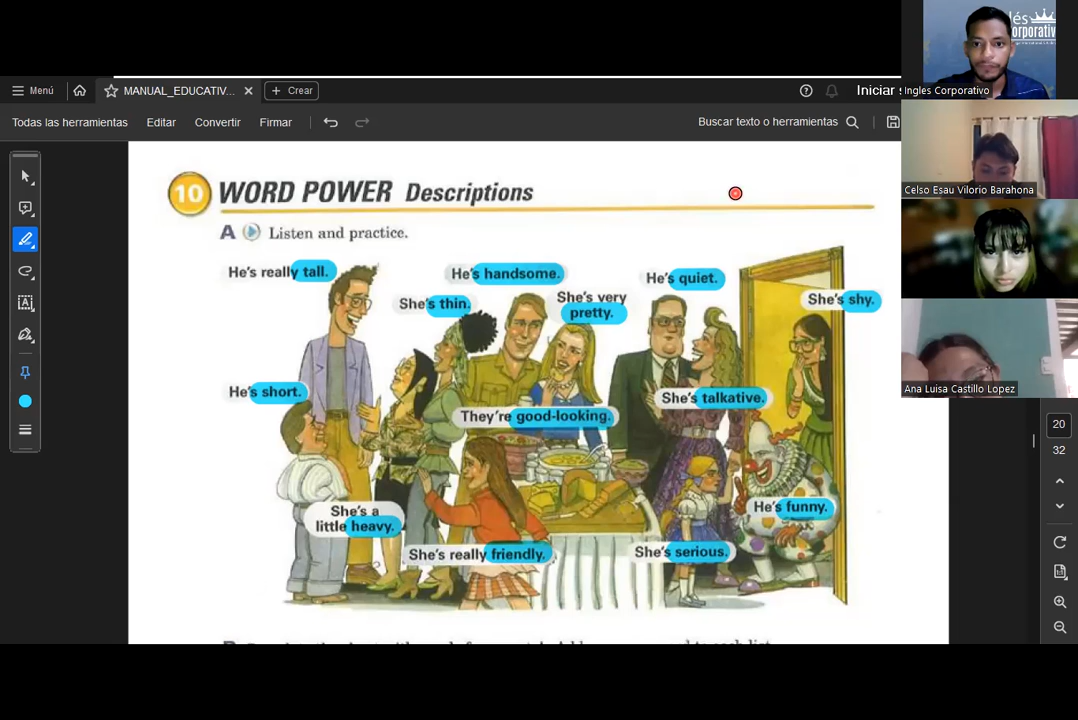 Menú
MANUAL_EDUCATIV...
Crear
Todas las herramientas
Editar
Convertir
Firmar
Buscar texto o herramientas
10 WORD POWER Descriptions
A Listen and practice.
He's really tall.
He's handsome.
He's quiet.
She's thin.
She's very
pretty.
She's shy.
He's short.
They're good-looking.
She's talkative.
She's a
little heavy.
He's funny.
She's really friendly.
She's serious.
Ingles Corporativo
Celso Esau Vilorio Barahona
Ana Luisa Castillo Lopez
20
32